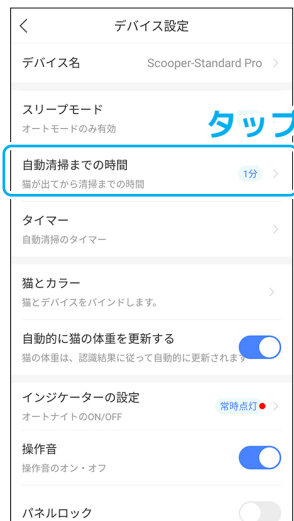 デバイス設定
デバイス名 Scooper-Standard Pro
スリープモード
オートモードのみ有効
タップ
自動清掃までの時間
猫が出てから清掃までの時間
1分
タイマー
自動清掃のタイマー
猫とカラー
猫とデバイスをバインドします。
自動的に猫の体重を更新する
猫の体重は、認識結果に従って自動的に更新されます
インジケーターの設定
オートナイトのON/OFF
常時点灯
操作音
操作音のオン・オフ
パネルロック